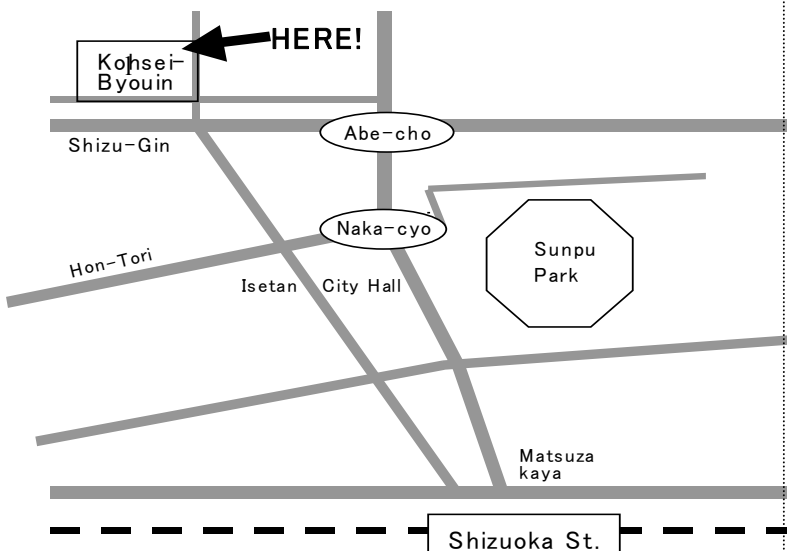 HERE!
Kohsei-
Byouin
Abe-cho
Shizu-Gin
Naka-cyo
Sunpu
Park
Hon-Tori
Isetan
City Hall
Matsuza
kaya
Shizuoka St.